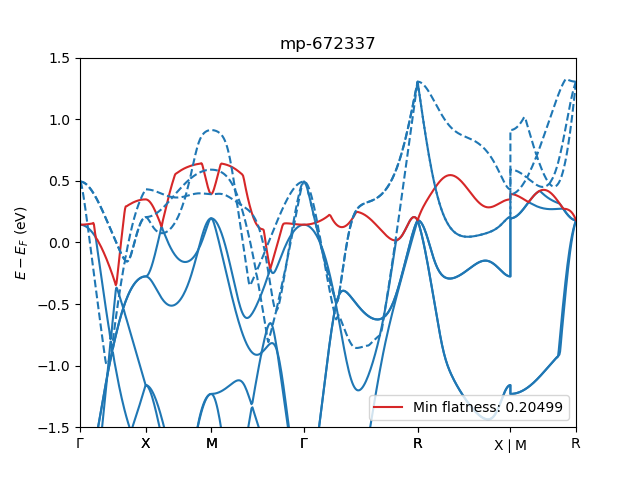 mp-672337
E − E_F (eV)
1.5
1.0
0.5
0.0
−0.5
−1.0
−1.5
Min flatness: 0.20499
Γ X M Γ R X | M R